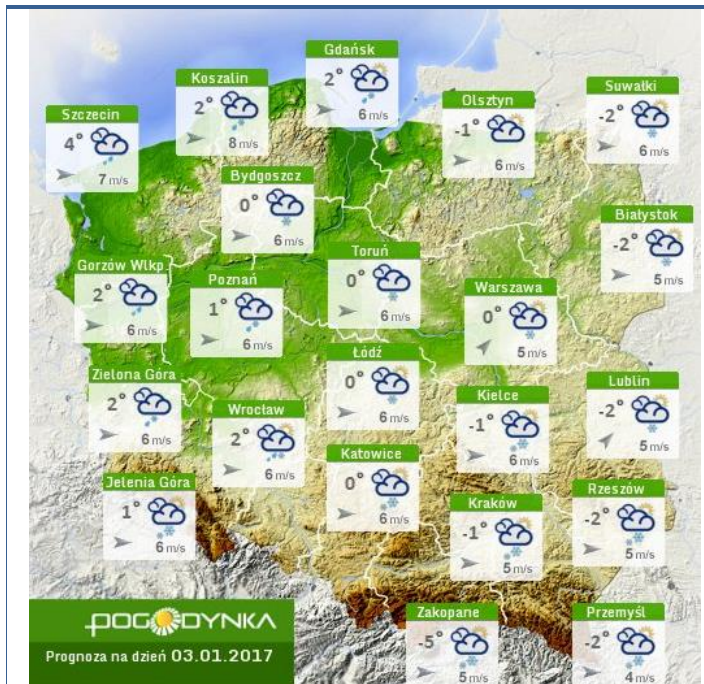 Gdańsk
2°
6 m/s
Koszalin
2°
8 m/s
Suwałki
-2°
6 m/s
Olsztyn
-1°
6 m/s
Szczecin
4°
7 m/s
Bydgoszcz
0°
6 m/s
Białystok
-2°
5 m/s
Toruń
0°
6 m/s
Gorzów Wlkp.
2°
6 m/s
Poznań
1°
6 m/s
Warszawa
0°
5 m/s
Łódź
0°
6 m/s
Zielona Góra
2°
6 m/s
Lublin
-2°
5 m/s
Kielce
-1°
6 m/s
Wrocław
2°
6 m/s
Katowice
0°
6 m/s
Jelenia Góra
1°
6 m/s
Rzeszów
-2°
5 m/s
Kraków
-1°
5 m/s
Zakopane
-5°
5 m/s
Przemyśl
-2°
4 m/s
POGODYNKA
Prognoza na dzień 03.01.2017